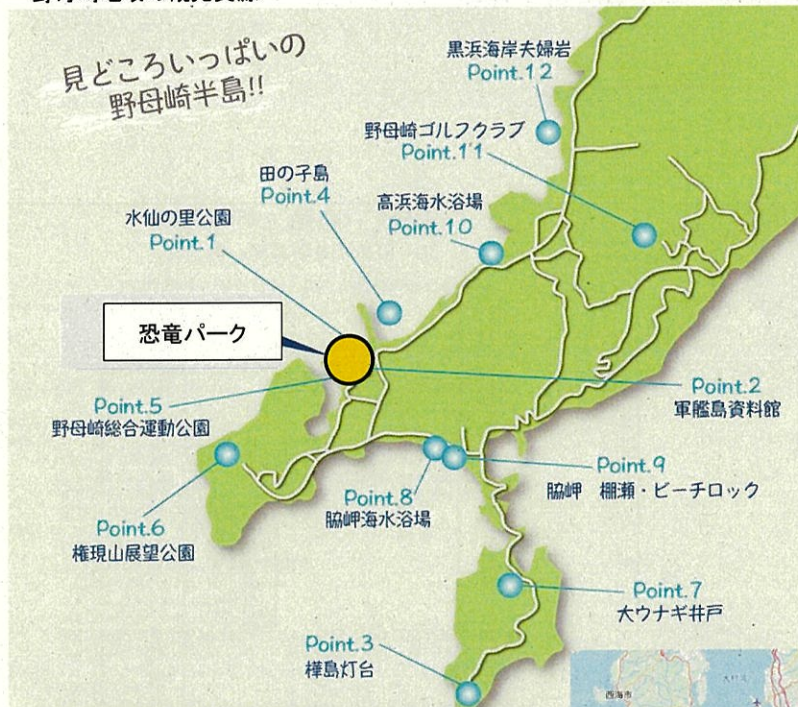 見どころいっぱいの
野母崎半島!!
黒浜海岸夫婦岩
Point.12
野母崎ゴルフクラブ
Point.11
田の子島
Point.4
高浜海水浴場
Point.10
水仙の里公園
Point.1
恐竜パーク
Point.2
軍艦島資料館
Point.5
野母崎総合運動公園
Point.9
脇岬 棚瀬・ビーチロック
Point.8
脇岬海水浴場
Point.6
権現山展望公園
Point.7
大ウナギ井戸
Point.3
樺島灯台
西海市